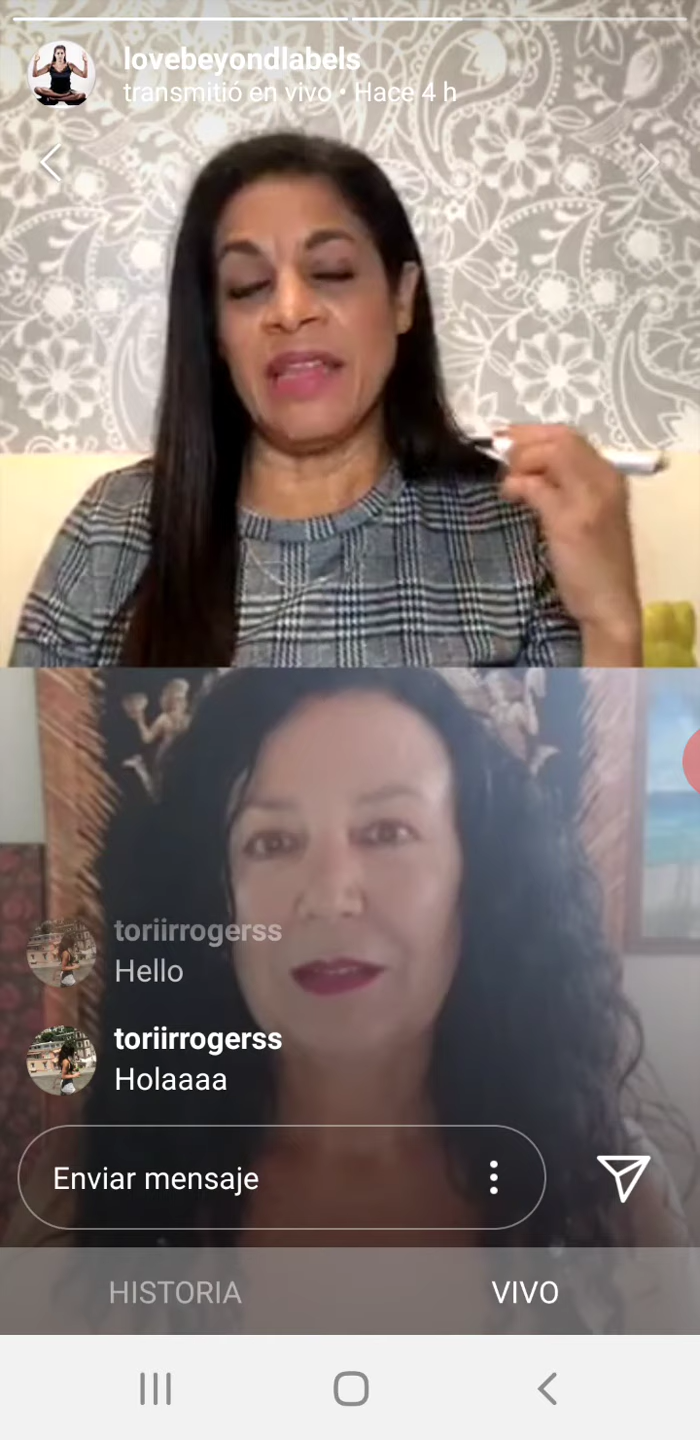 lovebeyondlabels
transmitió en vivo • Hace 4 h
toriirrogerss
Hello
toriirrogerss
Holaaaa
Enviar mensaje
HISTORIA
VIVO